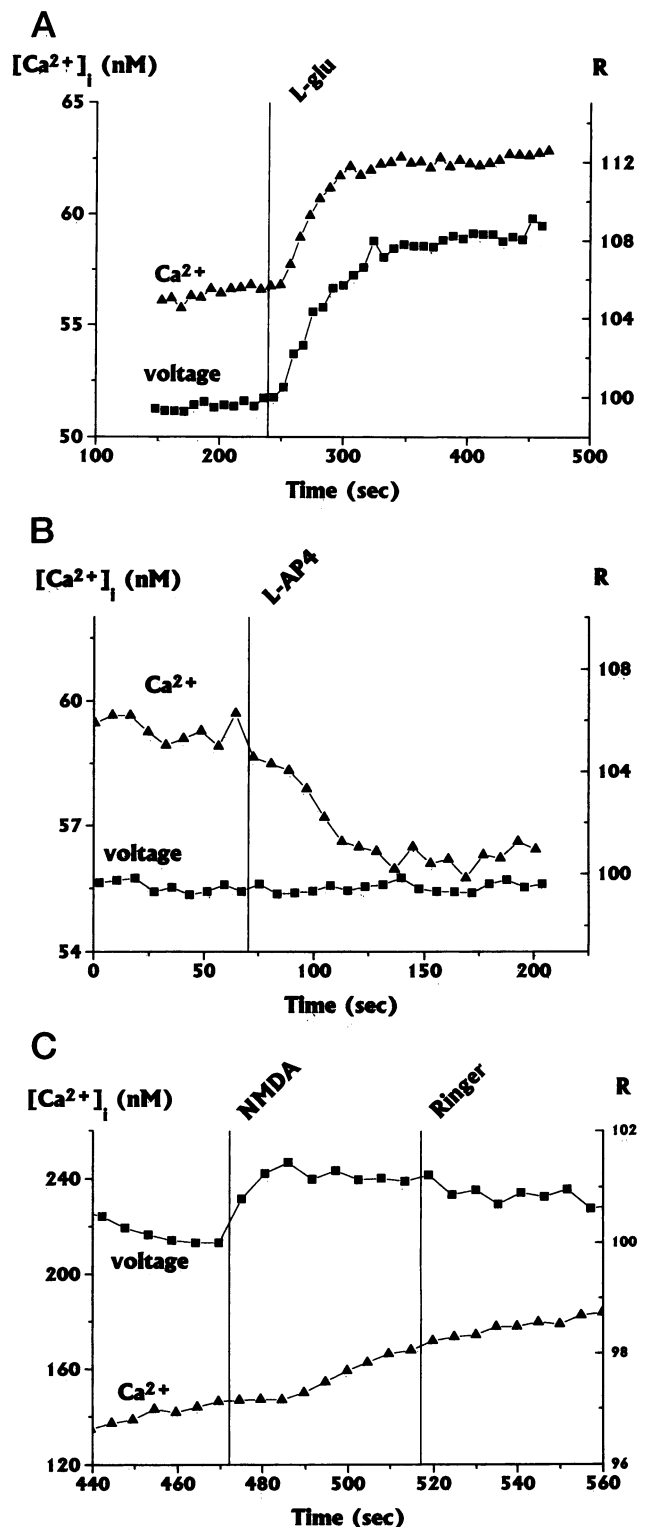 A
[Ca2+]i (nM)
L-glu
R
65
60
55
50
112
108
104
100
Ca2+
voltage
100
200
300
400
500
Time (sec)
B
[Ca2+]i (nM)
L-AP4
R
60
57
54
108
104
100
Ca2+
voltage
0
50
100
150
200
Time (sec)
C
[Ca2+]i (nM)
NMDA
Ringer
R
240
200
160
120
102
100
98
96
voltage
Ca2+
440
460
480
500
520
540
560
Time (sec)